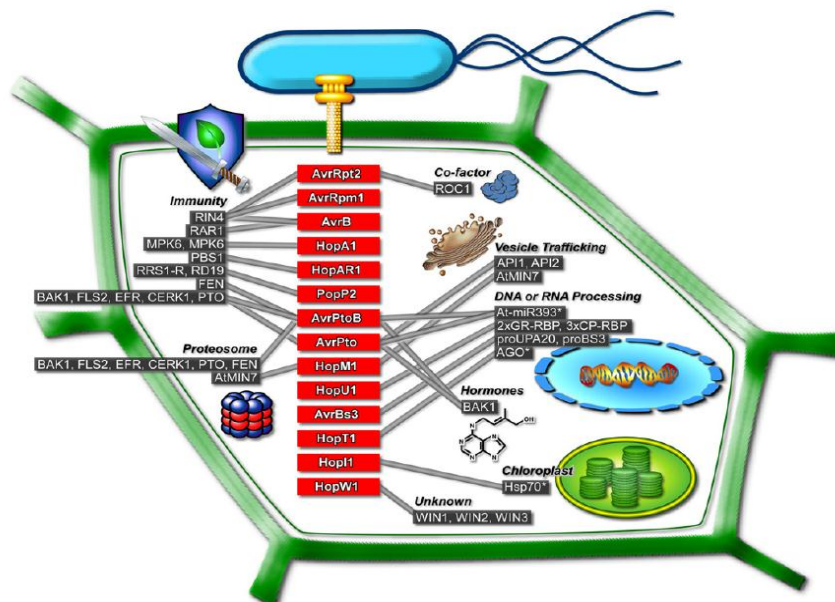 Immunity
RIN4
RAR1
MPK6, MPK6
PBS1
RRS1-R, RD19
FEN
BAK1, FLS2, EFR, CERK1, PTO
Proteosome
BAK1, FLS2, EFR, CERK1, PTO, FEN
AtMIN7
AvrRpt2
AvrRpm1
AvrB
HopA1
HopAR1
PopP2
AvrPtoB
AvrPto
HopM1
HopU1
AvrBs3
HopT1
HopI1
HopW1
Co-factor
ROC1
Vesicle Trafficking
API1, API2
AtMIN7
DNA or RNA Processing
At-miR393*
2xGR-RBP, 3xCP-RBP
proUPA20, proBS3
AGO*
Hormones
BAK1
OH
HN
N
N
N
N
H
Chloroplast
Hsp70*
Unknown
WIN1, WIN2, WIN3